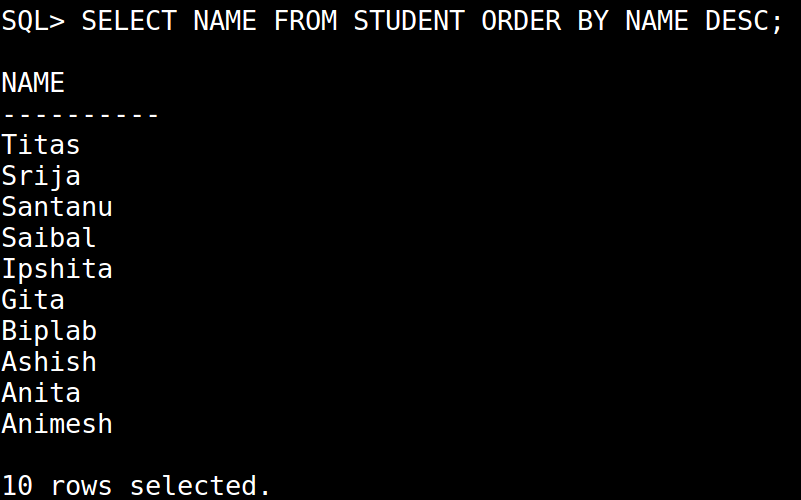 SQL> SELECT NAME FROM STUDENT ORDER BY NAME DESC;
NAME
----------
Titas
Srija
Santanu
Saibal
Ipshita
Gita
Biplab
Ashish
Anita
Animesh
10 rows selected.